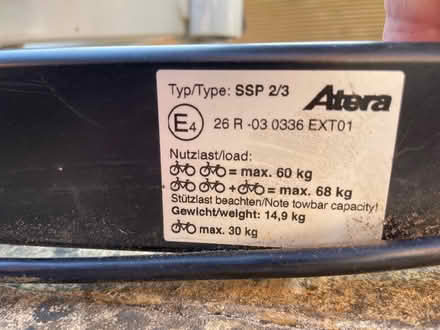 Typ/Type: SSP 2/3 Atera
E4 26 R -03 0336 EXT01
Nutzlast/load:
= max. 60 kg
+ = max. 68 kg
Stützlast beachten/Note towbar capacity!
Gewicht/weight: 14,9 kg
max. 30 kg